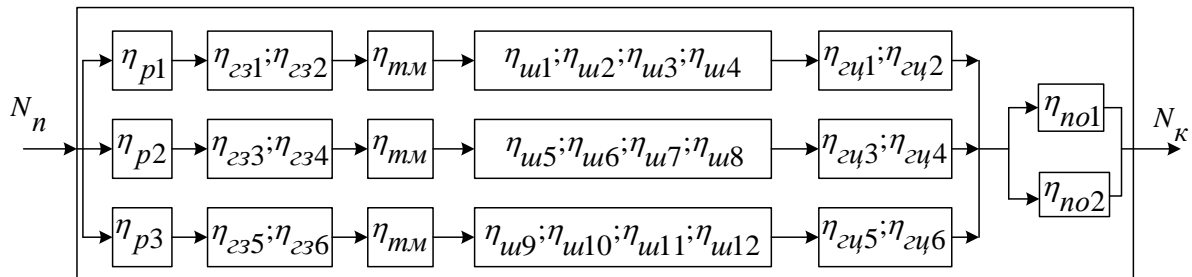 η_р1 η_гз1;η_гз2 η_тм η_ш1;η_ш2;η_ш3;η_ш4 η_гц1;η_гц2
N_п η_по1 N_к
η_р2 η_гз3;η_гз4 η_тм η_ш5;η_ш6;η_ш7;η_ш8 η_гц3;η_гц4
η_по2
η_р3 η_гз5;η_гз6 η_тм η_ш9;η_ш10;η_ш11;η_ш12 η_гц5;η_гц6